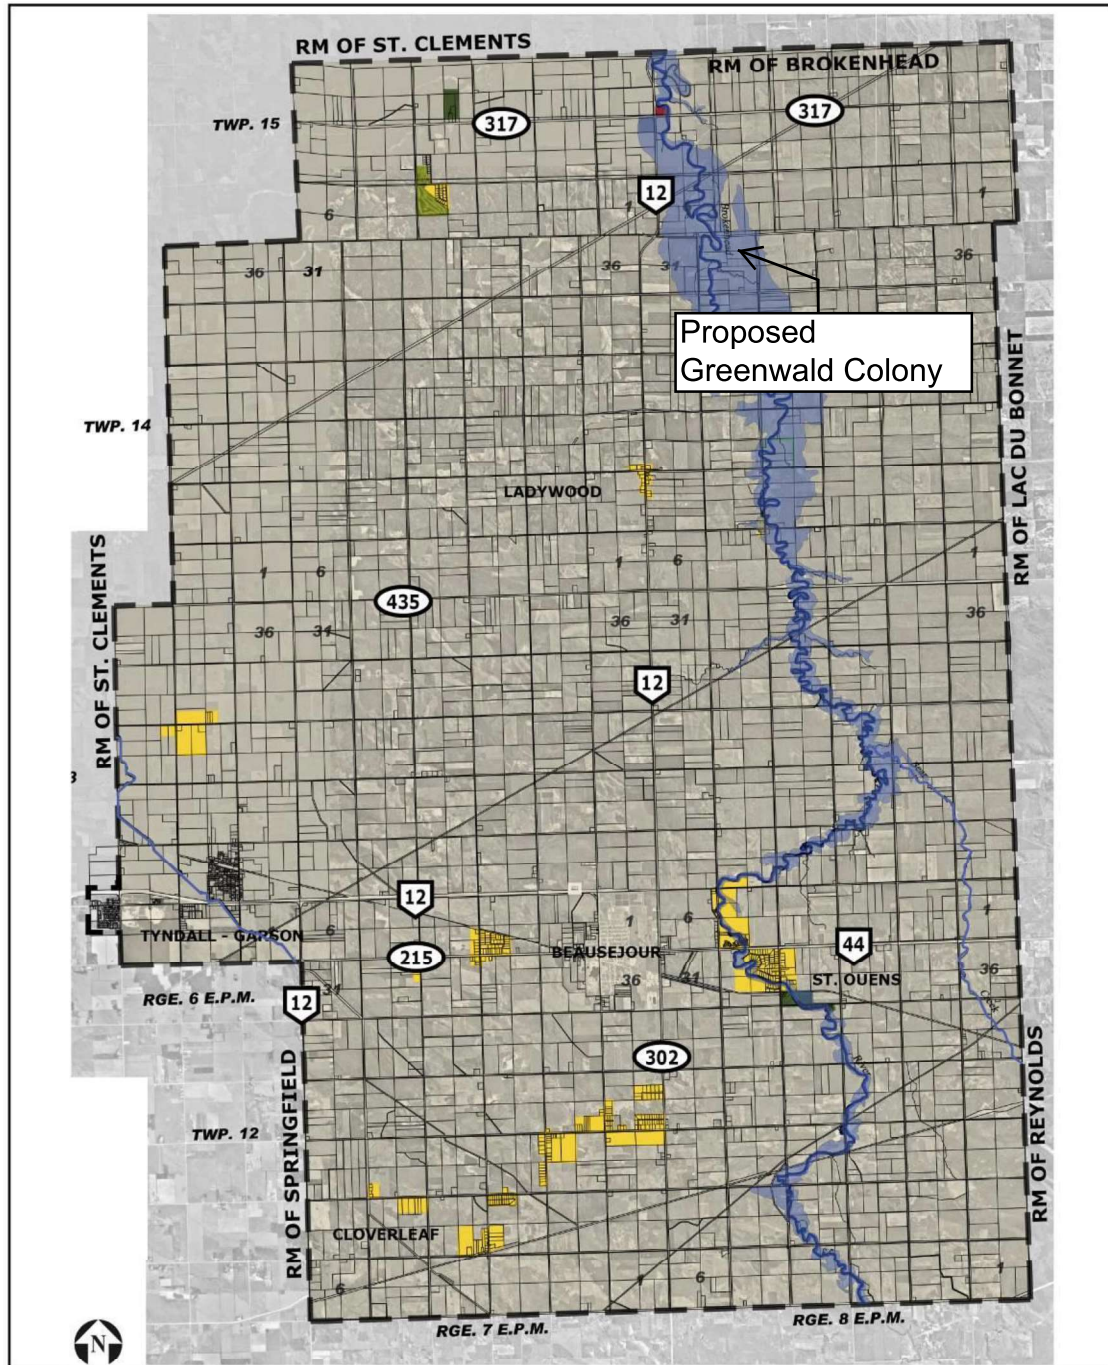 RM OF ST. CLEMENTS
RM OF BROKENHEAD
TWP. 15
317
317
12
6
1
1
36
31
36
31
36
Proposed
Greenwald Colony
RM OF LAC DU BONNET
TWP. 14
LADYWOOD
RM OF ST. CLEMENTS
1
6
1
6
1
435
36
31
36
31
36
12
3
12
6
1
6
1
TYNDALL - GARSON
215
BEAUSEJOUR
44
31
36
31
ST. OUENS
36
Creek
RGE. 6 E.P.M.
12
302
RM OF SPRINGFIELD
RM OF REYNOLDS
TWP. 12
CLOVERLEAF
6
1
6
1
RGE. 7 E.P.M.
RGE. 8 E.P.M.
N